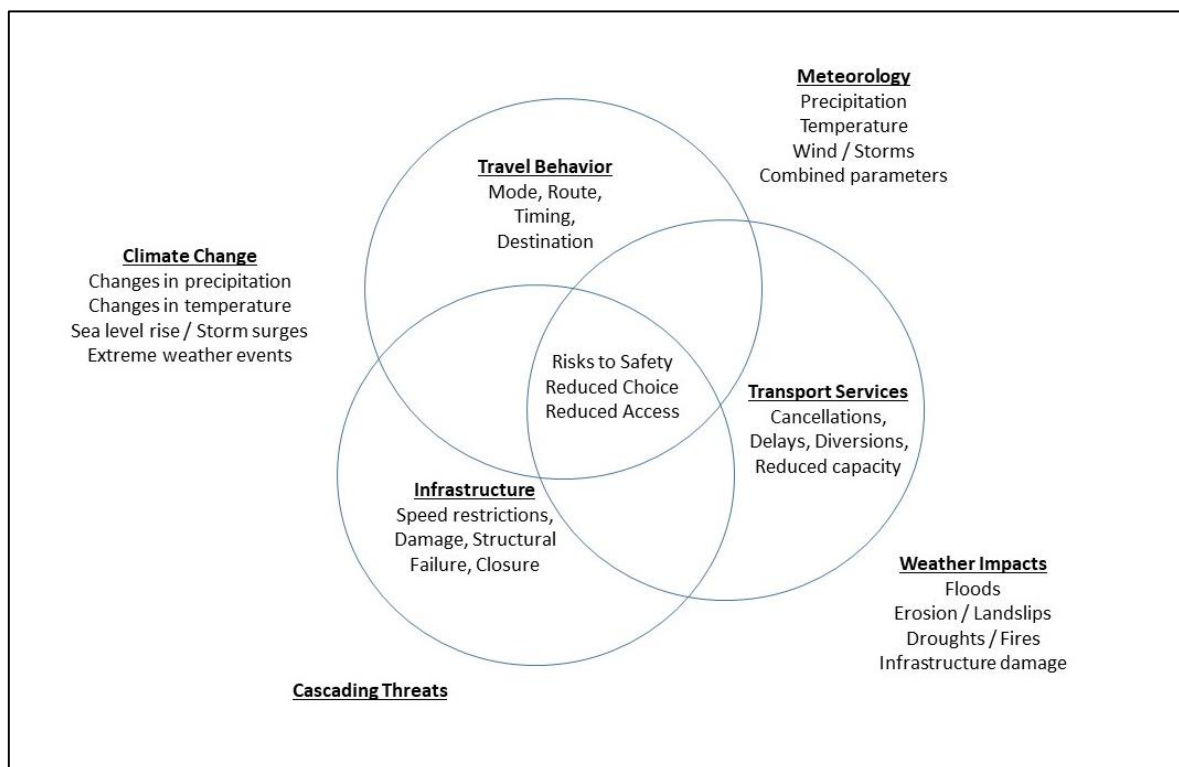 Meteorology
Precipitation
Temperature
Wind / Storms
Combined parameters
Travel Behavior
Mode, Route,
Timing,
Destination
Climate Change
Changes in precipitation
Changes in temperature
Sea level rise / Storm surges
Extreme weather events
Risks to Safety
Reduced Choice
Reduced Access
Transport Services
Cancellations,
Delays, Diversions,
Reduced capacity
Infrastructure
Speed restrictions,
Damage, Structural
Failure, Closure
Weather Impacts
Floods
Erosion / Landslips
Droughts / Fires
Infrastructure damage
Cascading Threats